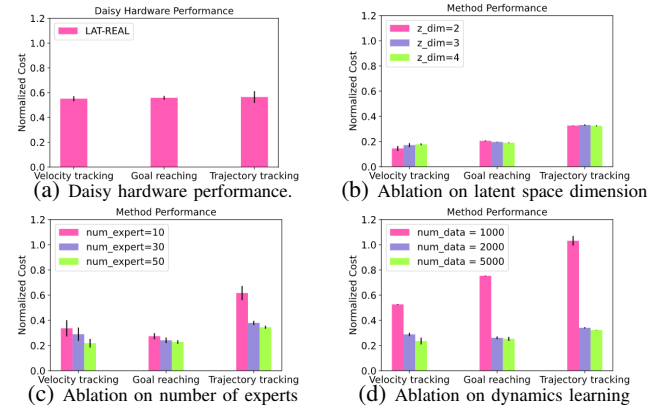 Daisy Hardware Performance
LAT-REAL
Normalized Cost
1.2
1.0
0.8
0.6
0.4
0.2
0.0
Velocity tracking Goal reaching Trajectory tracking
(a) Daisy hardware performance.
Method Performance
z_dim=2
z_dim=3
z_dim=4
Normalized Cost
1.2
1.0
0.8
0.6
0.4
0.2
0.0
Velocity tracking Goal reaching Trajectory tracking
(b) Ablation on latent space dimension
Method Performance
num_expert=10
num_expert=30
num_expert=50
Normalized Cost
1.2
1.0
0.8
0.6
0.4
0.2
0.0
Velocity tracking Goal reaching Trajectory tracking
(c) Ablation on number of experts
Method Performance
num_data = 1000
num_data = 2000
num_data = 5000
Normalized Cost
1.2
1.0
0.8
0.6
0.4
0.2
0.0
Velocity tracking Goal reaching Trajectory tracking
(d) Ablation on dynamics learning